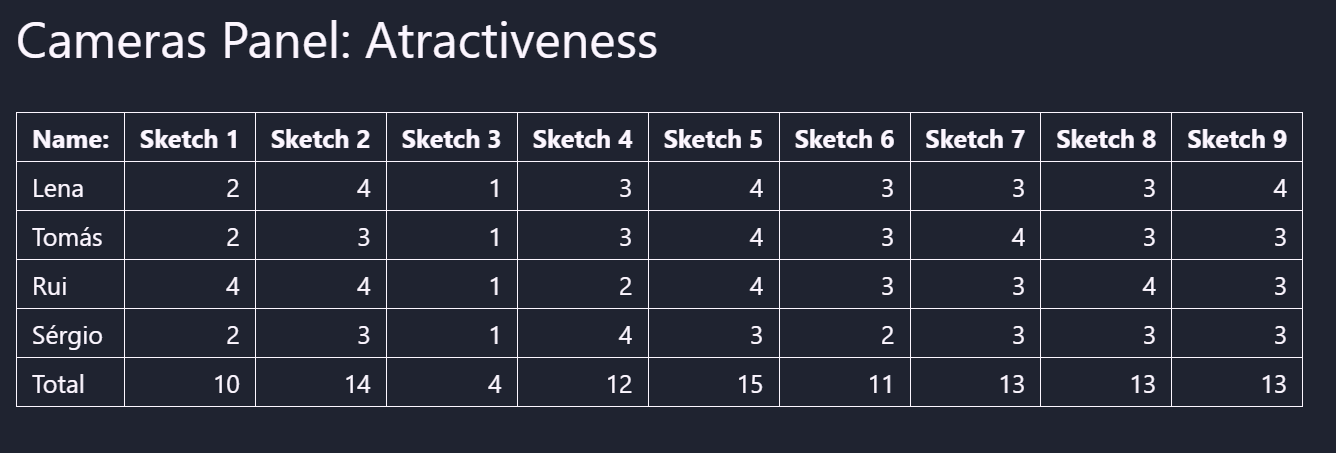 Cameras Panel: Atractiveness
Name: Sketch 1 Sketch 2 Sketch 3 Sketch 4 Sketch 5 Sketch 6 Sketch 7 Sketch 8 Sketch 9
Lena 2 4 1 3 4 3 3 3 4
Tomás 2 3 1 3 4 3 4 3 3
Rui 4 4 1 2 4 3 3 4 3
Sérgio 2 3 1 4 3 2 3 3 3
Total 10 14 4 12 15 11 13 13 13